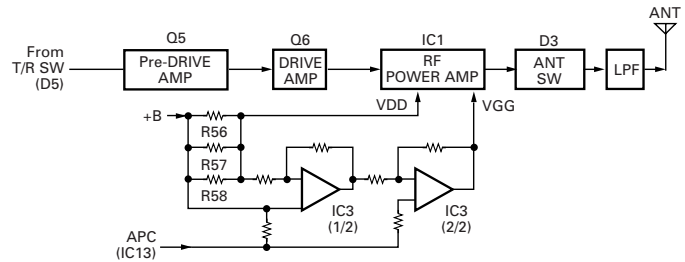 ANT
Q5
Q6
IC1
D3
From
T/R SW
(D5)
Pre-DRIVE
AMP
DRIVE
AMP
RF
POWER AMP
ANT
SW
LPF
+B
VDD
VGG
R56
R57
R58
IC3
(1/2)
IC3
(2/2)
APC
(IC13)